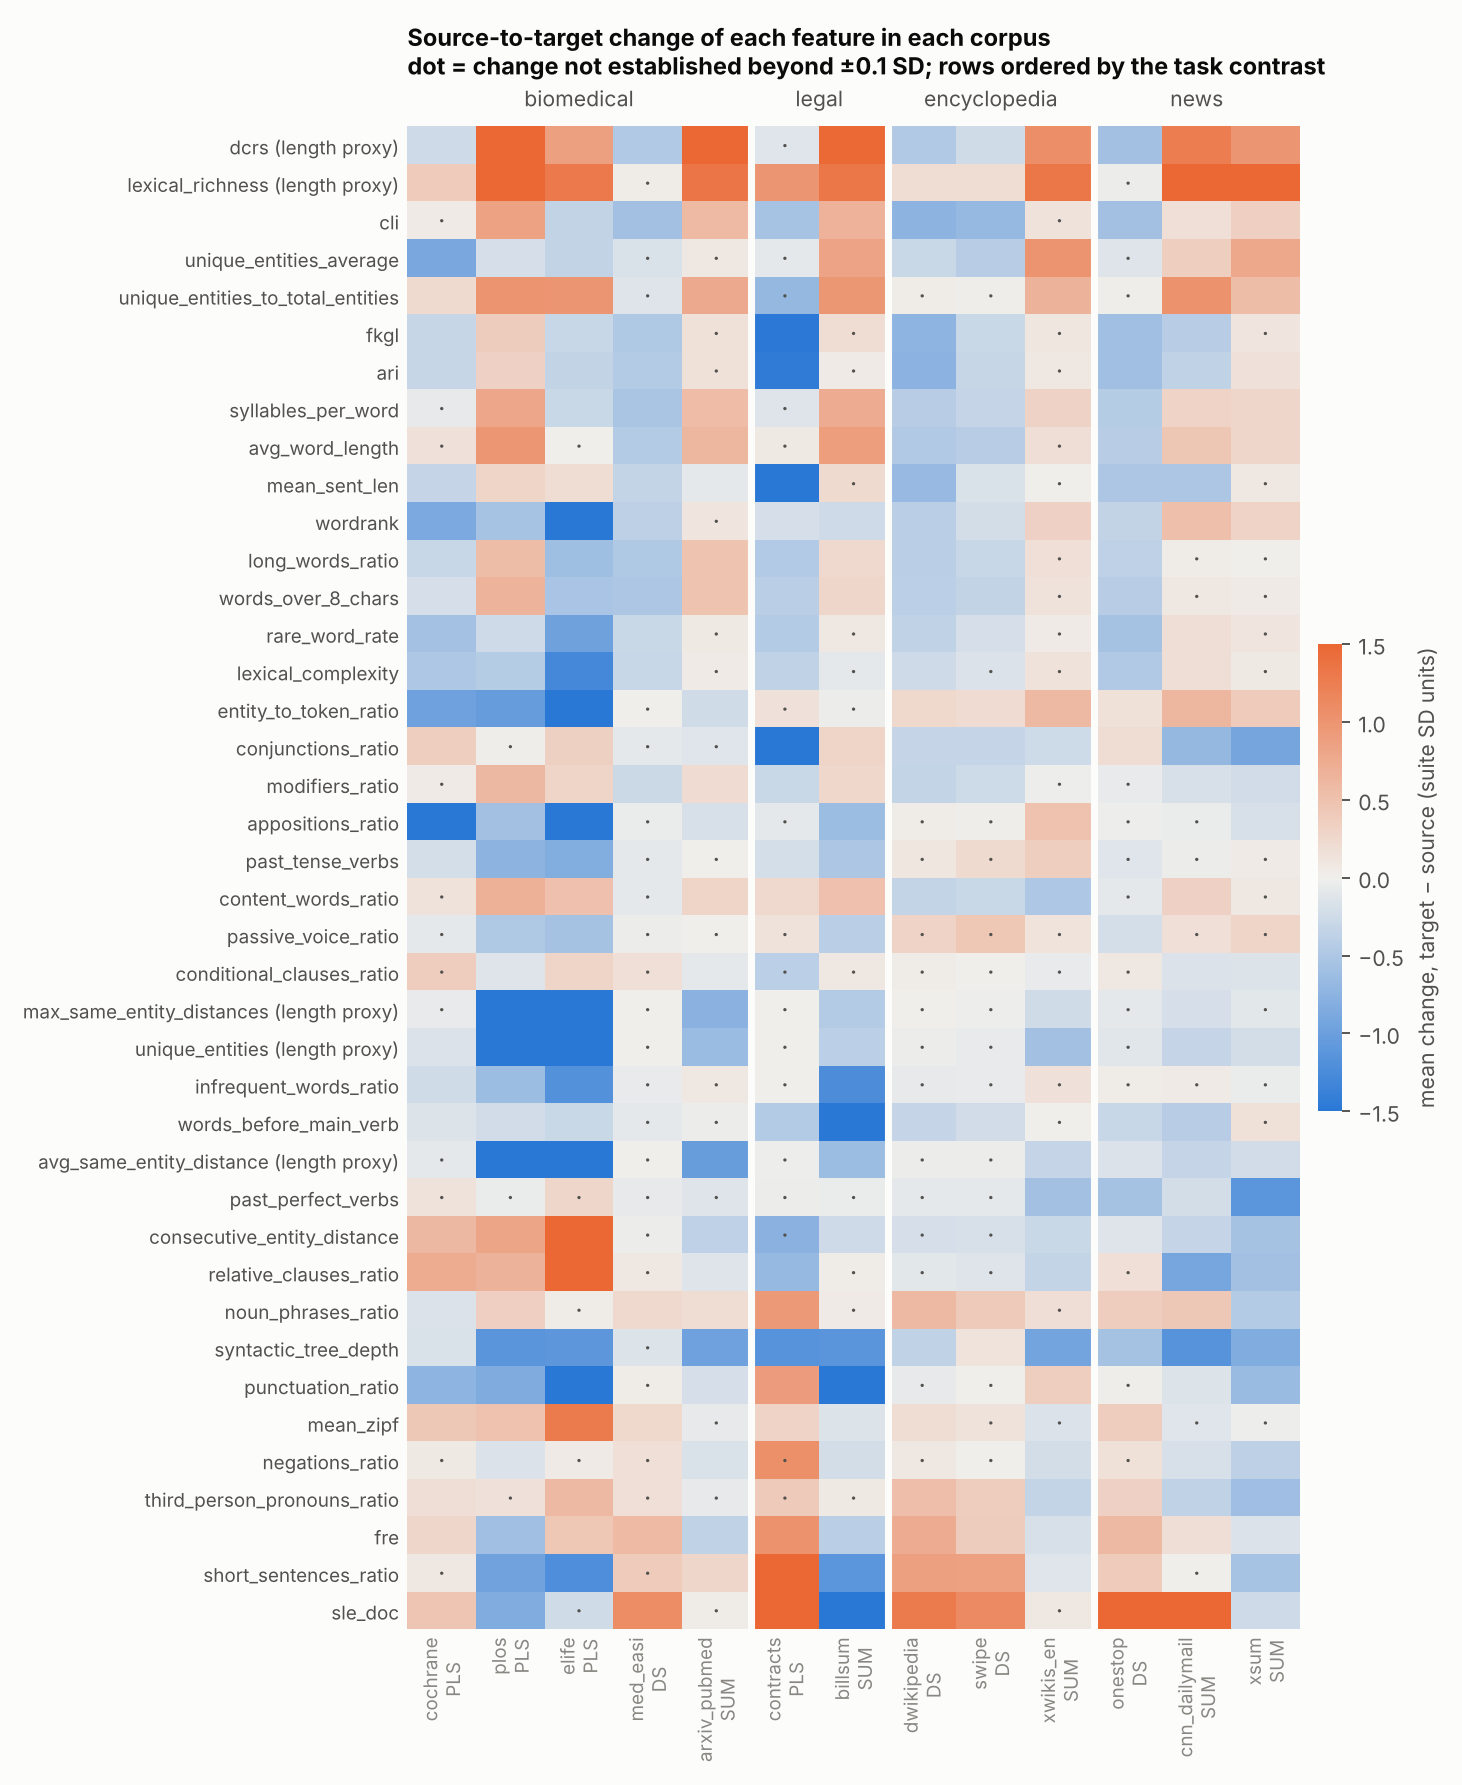 Source-to-target change of each feature in each corpus
dot = change not established beyond ±0.1 SD; rows ordered by the task contrast
biomedical
legal
encyclopedia
news
dcrs (length proxy)
lexical_richness (length proxy)
cli
unique_entities_average
unique_entities_to_total_entities
fkgl
ari
syllables_per_word
avg_word_length
mean_sent_len
wordrank
long_words_ratio
words_over_8_chars
rare_word_rate
lexical_complexity
entity_to_token_ratio
conjunctions_ratio
modifiers_ratio
appositions_ratio
past_tense_verbs
content_words_ratio
passive_voice_ratio
conditional_clauses_ratio
max_same_entity_distances (length proxy)
unique_entities (length proxy)
infrequent_words_ratio
words_before_main_verb
avg_same_entity_distance (length proxy)
past_perfect_verbs
consecutive_entity_distance
relative_clauses_ratio
noun_phrases_ratio
syntactic_tree_depth
punctuation_ratio
mean_zipf
negations_ratio
third_person_pronouns_ratio
fre
short_sentences_ratio
sle_doc
cochrane
PLS
plos
PLS
elife
PLS
med_easi
DS
arxiv_pubmed
SUM
contracts
PLS
billsum
SUM
dwikipedia
DS
swipe
DS
xwikis_en
SUM
onestop
DS
cnn_dailymail
SUM
xsum
SUM
1.5
1.0
0.5
0.0
−0.5
−1.0
−1.5
mean change, target − source (suite SD units)